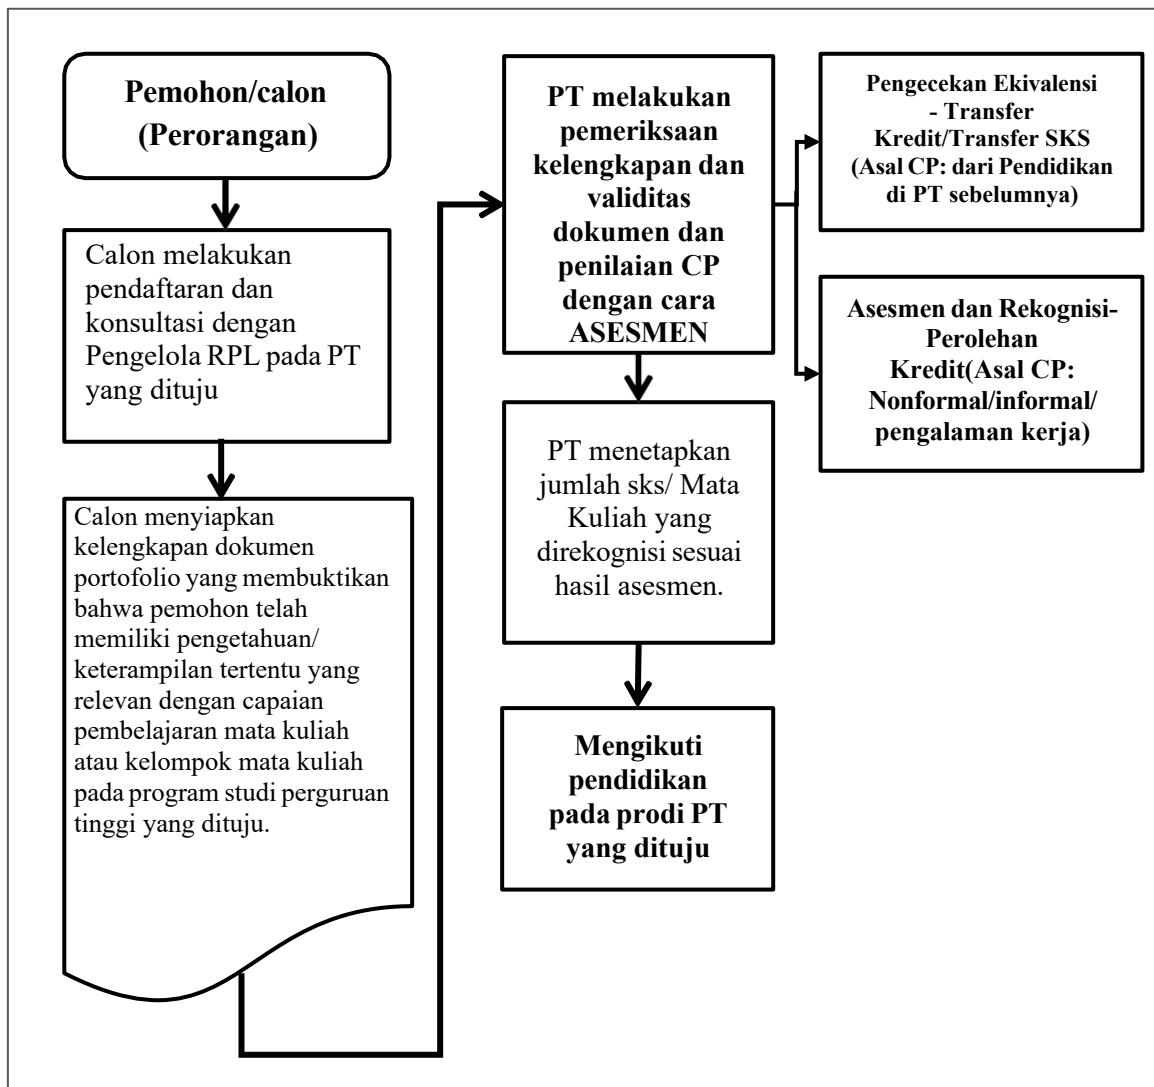 Pemohon/calon
(Perorangan)
Calon melakukan
pendaftaran dan
konsultasi dengan
Pengelola RPL pada PT
yang dituju
Calon menyiapkan
kelengkapan dokumen
portofolio yang membuktikan
bahwa pemohon telah
memiliki pengetahuan/
keterampilan tertentu yang
relevan dengan capaian
pembelajaran mata kuliah
atau kelompok mata kuliah
pada program studi perguruan
tinggi yang dituju.
PT melakukan
pemeriksaan
kelengkapan dan
validitas
dokumen dan
penilaian CP
dengan cara
ASESMEN
PT menetapkan
jumlah sks/ Mata
Kuliah yang
direkognisi sesuai
hasil asesmen.
Mengikuti
pendidikan
pada prodi PT
yang dituju
Pengecekan Ekivalensi
- Transfer
Kredit/Transfer SKS
(Asal CP: dari Pendidikan
di PT sebelumnya)
Asesmen dan Rekognisi-
Perolehan
Kredit(Asal CP:
Nonformal/informal/
pengalaman kerja)